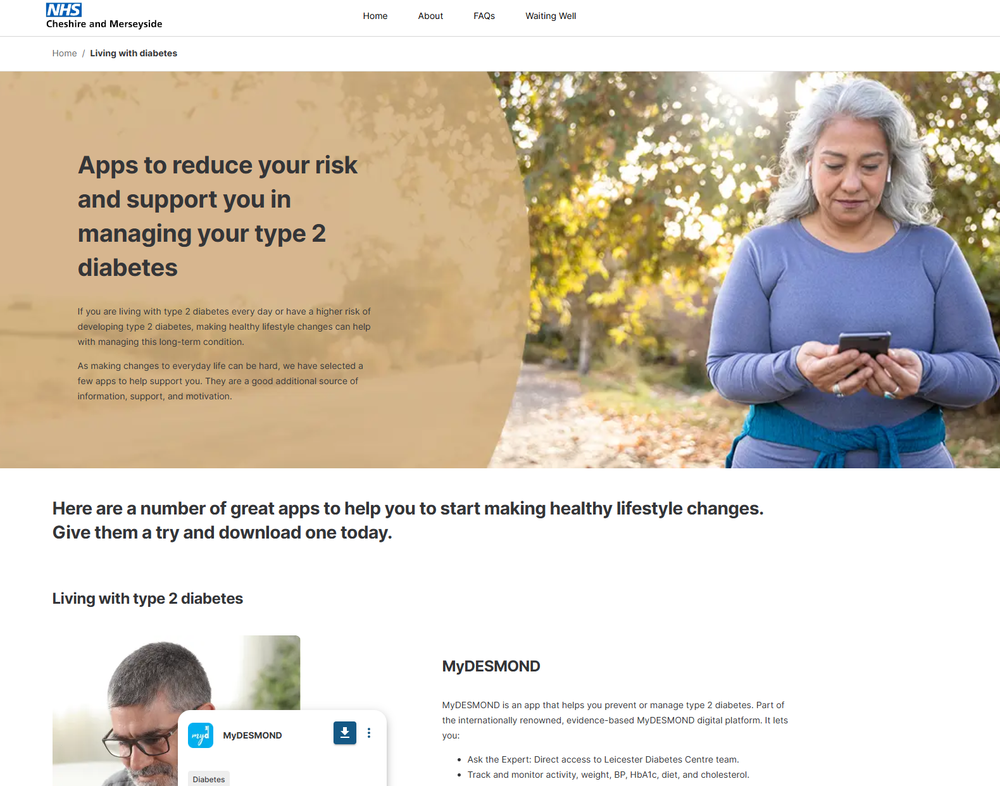 NHS
Cheshire and Merseyside
Home
About
FAQs
Waiting Well
Home / Living with diabetes
Apps to reduce your risk
and support you in
managing your type 2
diabetes
If you are living with type 2 diabetes every day or have a higher risk of
developing type 2 diabetes, making healthy lifestyle changes can help
with managing this long-term condition.
As making changes to everyday life can be hard, we have selected a
few apps to help support you. They are a good additional source of
information, support, and motivation.
Here are a number of great apps to help you to start making healthy lifestyle changes.
Give them a try and download one today.
Living with type 2 diabetes
myd
MyDESMOND
Diabetes
MyDESMOND
MyDESMOND is an app that helps you prevent or manage type 2 diabetes. Part of
the internationally renowned, evidence-based MyDESMOND digital platform. It lets
you:
• Ask the Expert: Direct access to Leicester Diabetes Centre team.
• Track and monitor activity, weight, BP, HbA1c, diet, and cholesterol.